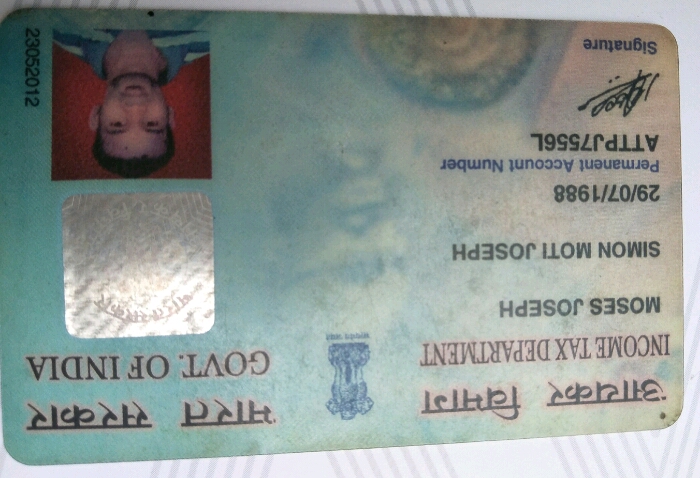 आयकर विभाग भारत सरकार
INCOME TAX DEPARTMENT GOVT. OF INDIA
MOSES JOSEPH
SIMON MOTI JOSEPH
29/07/1988
Permanent Account Number
ATTPJ7556L
Signature
23052012